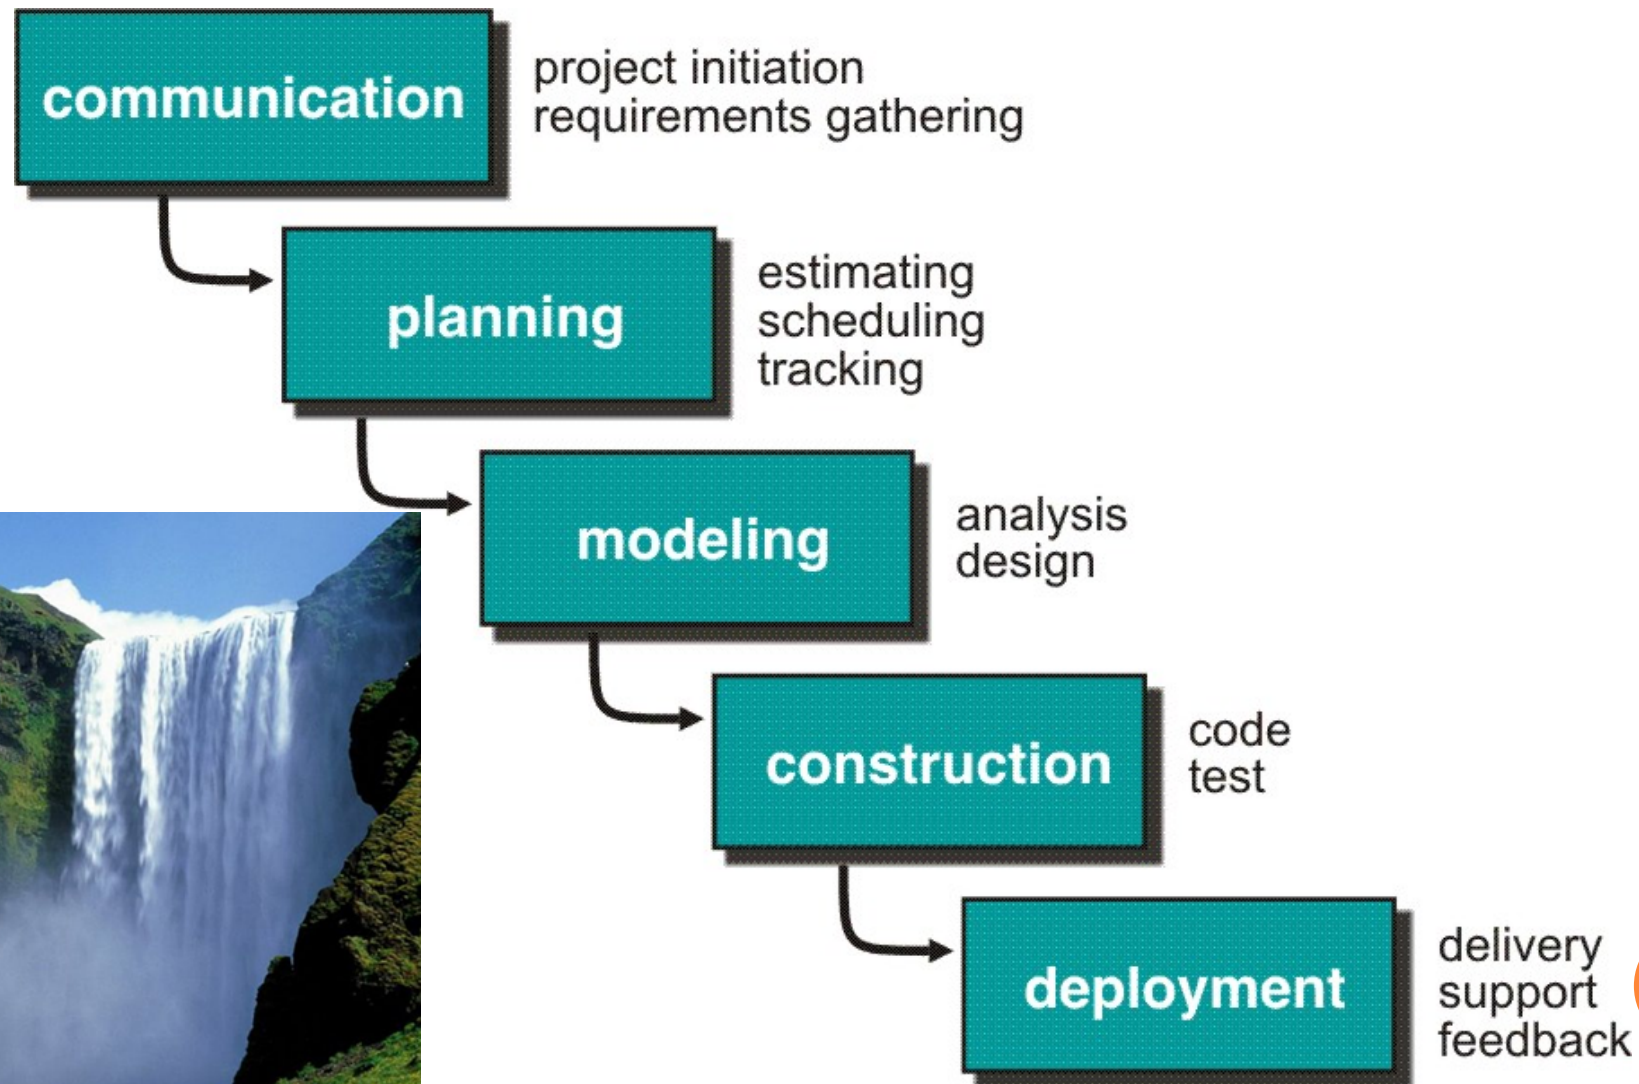 communication
project initiation
requirements gathering
planning
estimating
scheduling
tracking
modeling
analysis
design
construction
code
test
deployment
delivery
support
feedback